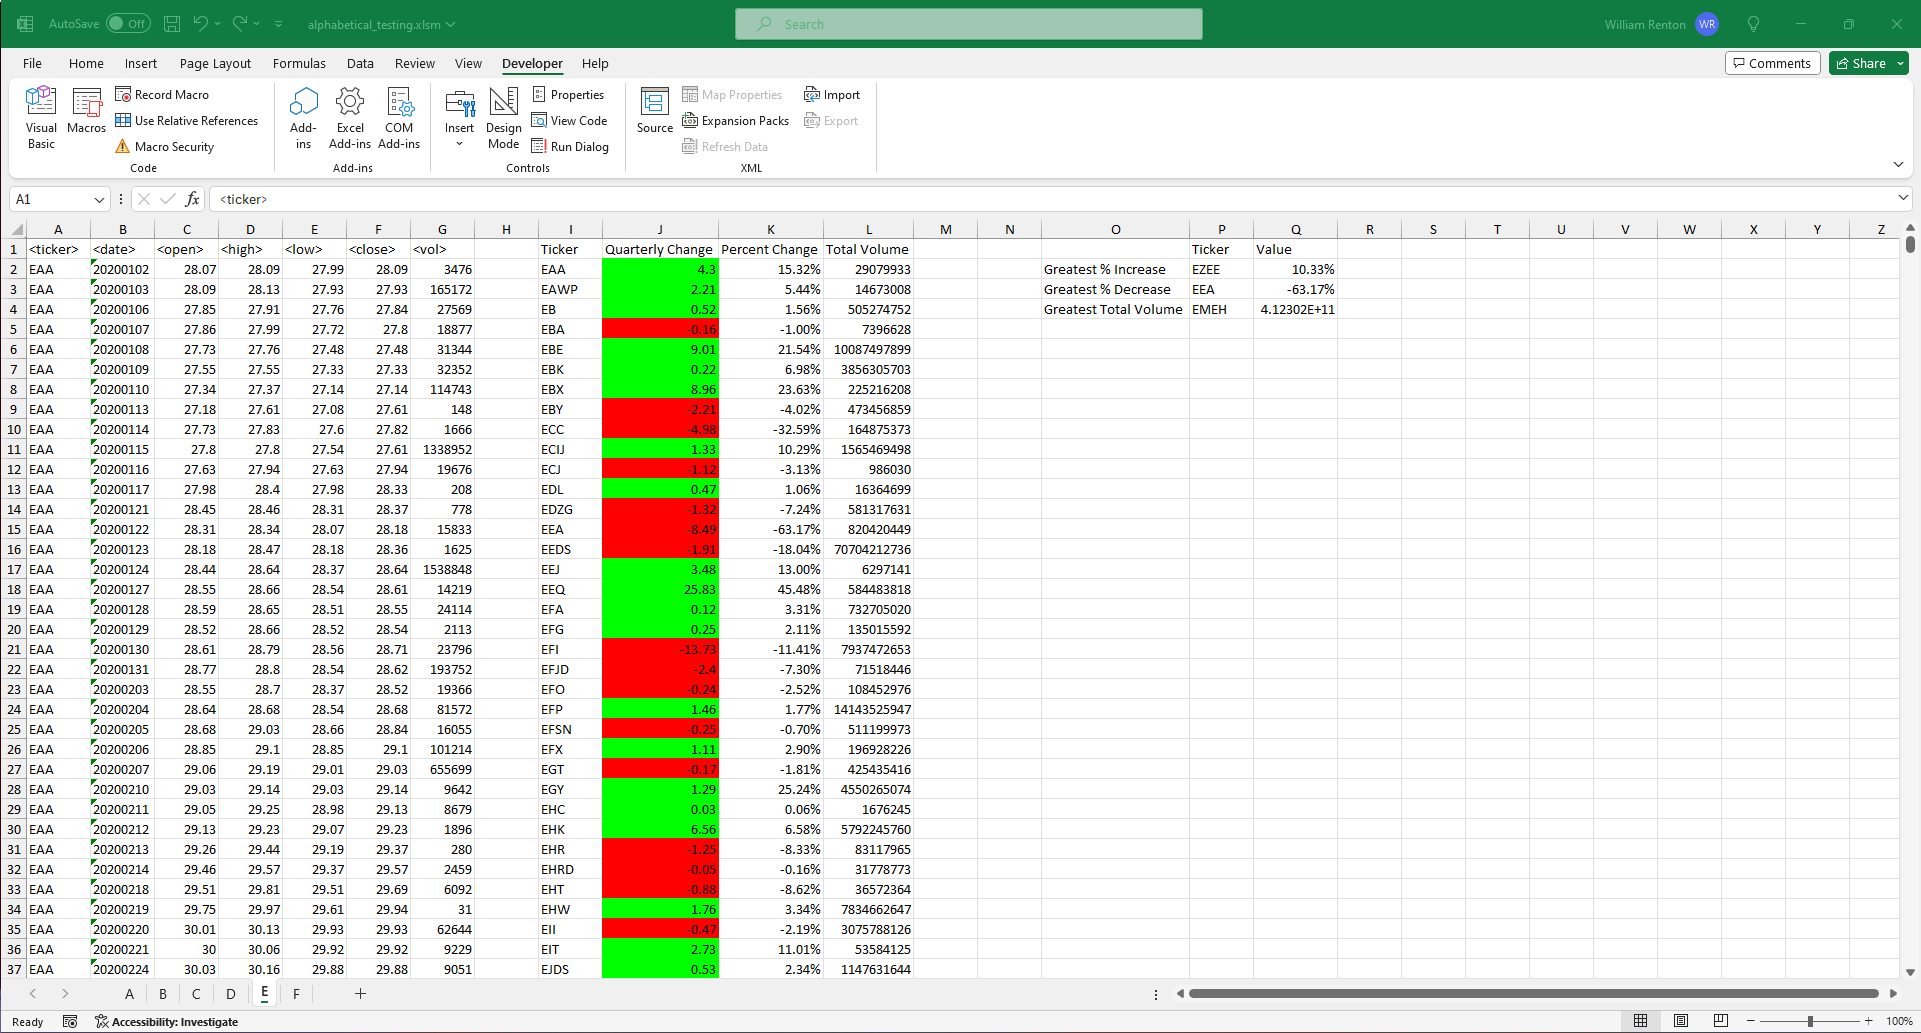 AutoSave Off alphabetical_testing.xlsm Search William Renton WR
File Home Insert Page Layout Formulas Data Review View Developer Help Comments Share
Visual Basic
Macros
Record Macro
Use Relative References
Macro Security
Code
Add-ins
Excel Add-ins
COM Add-ins
Add-ins
Insert
Design Mode
Properties
View Code
Run Dialog
Controls
Source
Map Properties
Expansion Packs
Refresh Data
Import
Export
XML
A1 fx <ticker>
A B C D E F G H I J K L M N O P Q R S T U V W X Y Z
1 <ticker> <date> <open> <high> <low> <close> <vol> Ticker Quarterly Change Percent Change Total Volume Ticker Value
2 EAA 20200102 28.07 28.09 27.99 28.09 3476 EAA 4.3 15.32% 29079933 Greatest % Increase EZEE 10.33%
3 EAA 20200103 28.09 28.13 27.93 27.93 165172 EAWP 2.21 5.44% 14673008 Greatest % Decrease EEA -63.17%
4 EAA 20200106 27.85 27.91 27.76 27.84 27569 EB 0.52 1.56% 505274752 Greatest Total Volume EMEH 4.12302E+11
5 EAA 20200107 27.86 27.99 27.72 27.8 18877 EBA -0.16 -1.00% 7396628
6 EAA 20200108 27.73 27.76 27.48 27.48 31344 EBE 9.01 21.54% 10087497899
7 EAA 20200109 27.55 27.55 27.33 27.33 32352 EBK 0.22 6.98% 3856305703
8 EAA 20200110 27.34 27.37 27.14 27.14 114743 EBX 8.96 23.63% 225216208
9 EAA 20200113 27.18 27.61 27.08 27.61 148 EBY -2.21 -4.02% 473456859
10 EAA 20200114 27.73 27.83 27.6 27.82 1666 ECC -4.98 -32.59% 164875373
11 EAA 20200115 27.8 27.8 27.54 27.61 1338952 ECIJ 1.33 10.29% 1565469498
12 EAA 20200116 27.63 27.94 27.63 27.94 19676 ECJ -1.12 -3.13% 986030
13 EAA 20200117 27.98 28.4 27.98 28.33 208 EDL 0.47 1.06% 16364699
14 EAA 20200121 28.45 28.46 28.31 28.37 778 EDZG -1.32 -7.24% 581317631
15 EAA 20200122 28.31 28.34 28.07 28.18 15833 EEA -8.49 -63.17% 820420449
16 EAA 20200123 28.18 28.47 28.18 28.36 1625 EEDS -1.91 -18.04% 70704212736
17 EAA 20200124 28.44 28.64 28.37 28.64 1538848 EEJ 3.48 13.00% 6297141
18 EAA 20200127 28.55 28.66 28.54 28.61 14219 EEQ 25.83 45.48% 584483818
19 EAA 20200128 28.59 28.65 28.51 28.55 24114 EFA 0.12 3.31% 732705020
20 EAA 20200129 28.52 28.66 28.52 28.54 2113 EFG 0.25 2.11% 135015592
21 EAA 20200130 28.61 28.79 28.56 28.71 23796 EFI -13.73 -11.41% 7937472653
22 EAA 20200131 28.77 28.8 28.54 28.62 193752 EFJD -2.4 -7.30% 71518446
23 EAA 20200203 28.55 28.7 28.37 28.52 19366 EFO -0.24 -2.52% 108452976
24 EAA 20200204 28.64 28.68 28.54 28.68 81572 EFP 1.46 1.77% 14143525947
25 EAA 20200205 28.68 29.03 28.66 28.84 16055 EFSN -0.25 -0.70% 511199973
26 EAA 20200206 28.85 29.1 28.85 29.1 101214 EFX 1.11 2.90% 196928226
27 EAA 20200207 29.06 29.19 29.01 29.03 655699 EGT -0.17 -1.81% 425435416
28 EAA 20200210 29.03 29.14 29.03 29.14 9642 EGY 1.29 25.24% 4550265074
29 EAA 20200211 29.05 29.25 28.98 29.13 8679 EHC 0.03 0.06% 1676245
30 EAA 20200212 29.13 29.23 29.07 29.23 1896 EHK 6.56 6.58% 5792245760
31 EAA 20200213 29.26 29.44 29.19 29.37 280 EHR -1.25 -8.33% 83117965
32 EAA 20200214 29.46 29.57 29.37 29.57 2459 EHRD -0.05 -0.16% 31778773
33 EAA 20200218 29.51 29.81 29.51 29.69 6092 EHT -0.88 -8.62% 36572364
34 EAA 20200219 29.75 29.97 29.61 29.94 31 EHW 1.76 3.34% 7834662647
35 EAA 20200220 30.01 30.13 29.93 29.93 62644 EII -0.47 -2.19% 3075788126
36 EAA 20200221 30 30.06 29.92 29.92 9229 EIT 2.73 11.01% 53584125
37 EAA 20200224 30.03 30.16 29.88 29.88 9051 EJDS 0.53 2.34% 1147631644
A B C D E F
Ready Accessibility: Investigate 100%